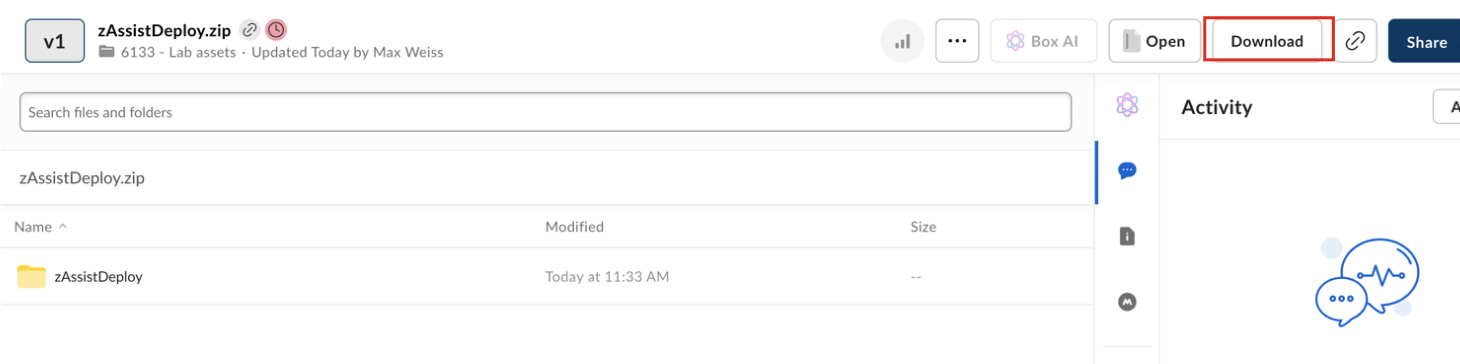 v1
zAssistDeploy.zip
6133 - Lab assets · Updated Today by Max Weiss
Box AI
Open
Download
Share
Search files and folders
Activity
A
zAssistDeploy.zip
Name
Modified
Size
zAssistDeploy
Today at 11:33 AM
--